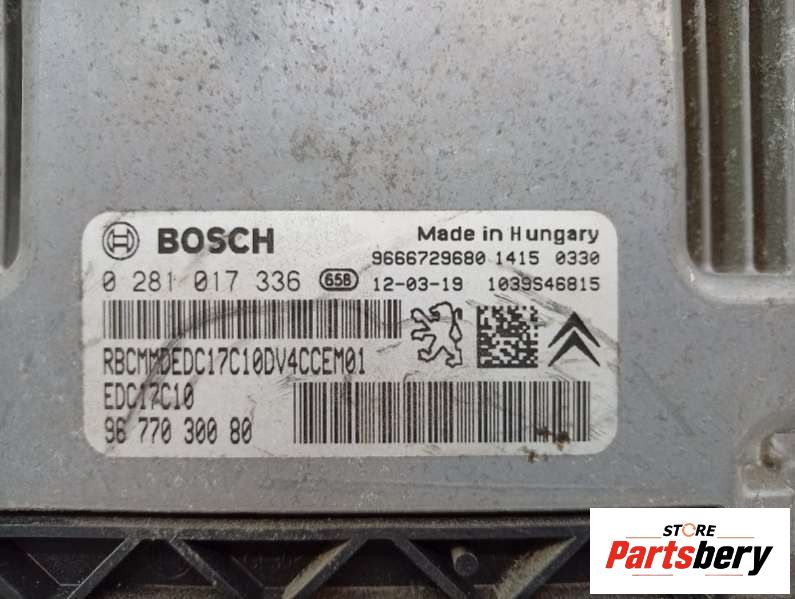 BOSCH
Made in Hungary
9666729680 1415 0330
0 281 017 336 658 12-03-19 1039S46815
RBCMMDEDC17C10DV4CCEM01
EDC17C10
96 770 300 80
STORE
Partsbery